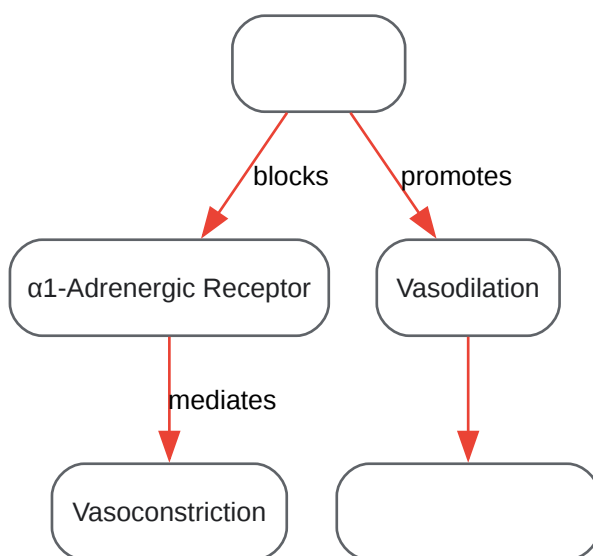 blocks
promotes
α1-Adrenergic Receptor
Vasodilation
mediates
Vasoconstriction